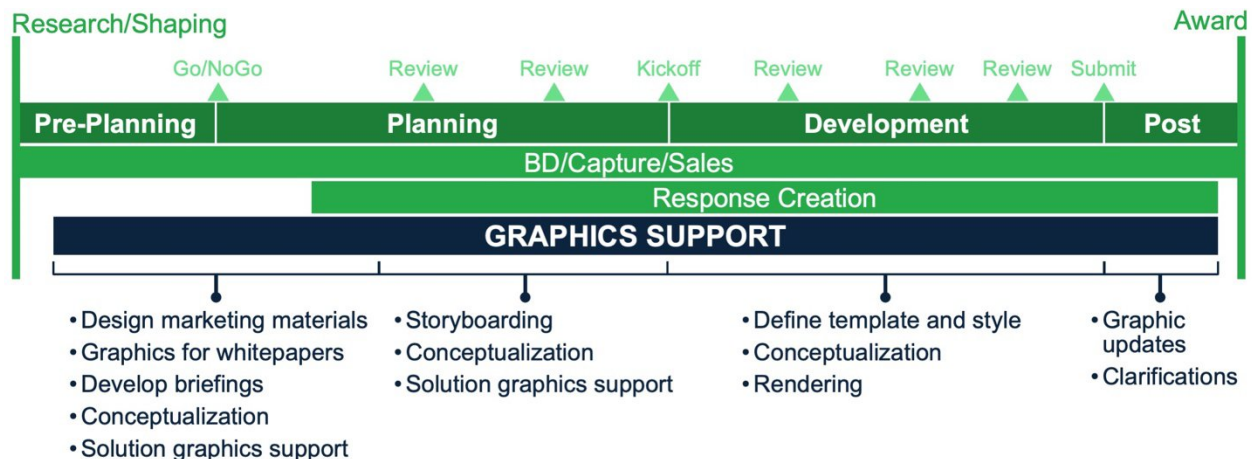 Research/Shaping
Award
Go/NoGo
Review
Review
Kickoff
Review
Review
Review
Submit
Pre-Planning
Planning
Development
Post
BD/Capture/Sales
Response Creation
GRAPHICS SUPPORT
• Design marketing materials
• Graphics for whitepapers
• Develop briefings
• Conceptualization
• Solution graphics support
• Storyboarding
• Conceptualization
• Solution graphics support
• Define template and style
• Conceptualization
• Rendering
• Graphic
updates
• Clarifications